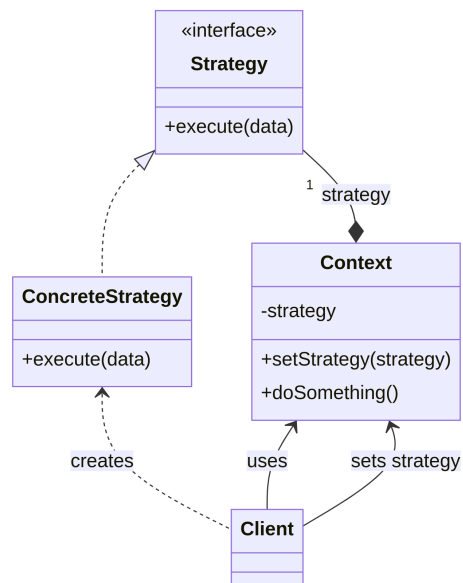 «interface»
Strategy
+execute(data)
1
strategy
ConcreteStrategy
+execute(data)
Context
-strategy
+setStrategy(strategy)
+doSomething()
creates
uses
sets strategy
Client